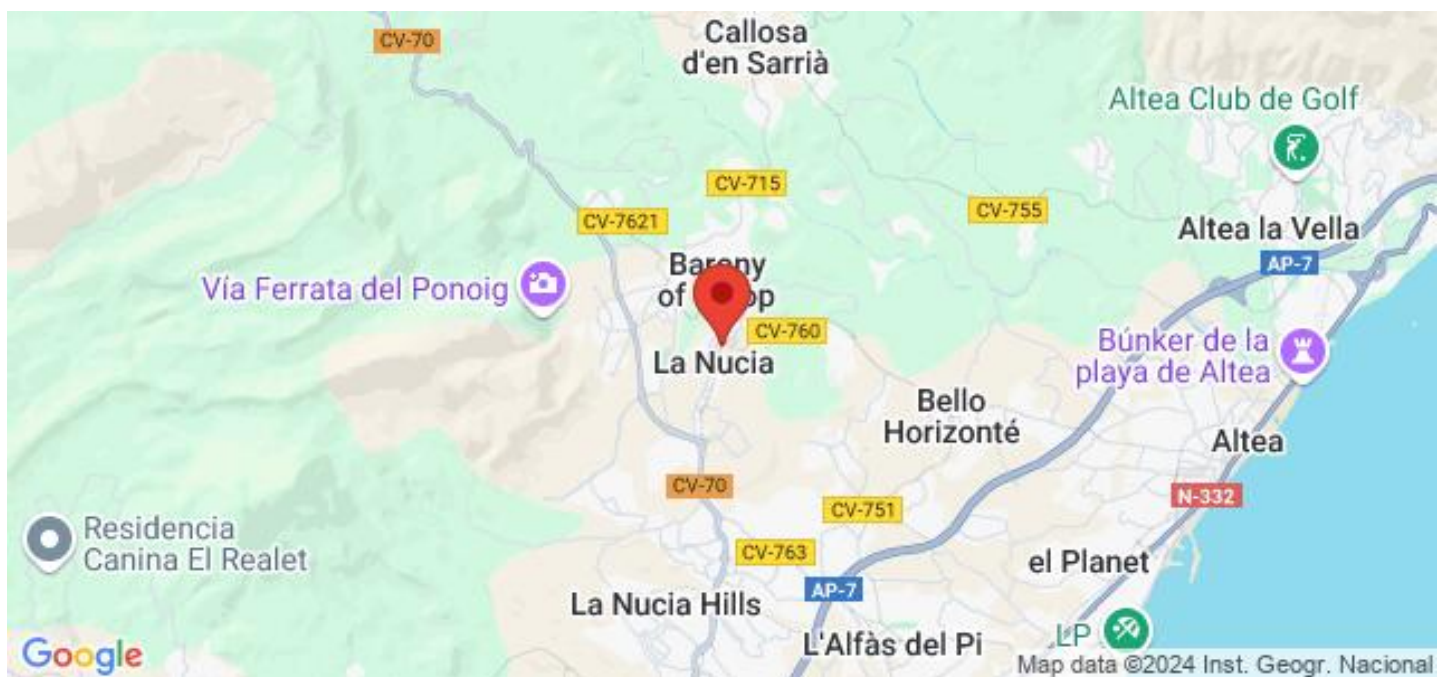 CV-70
Callosa
d'en Sarrià
Altea Club de Golf
CV-715
CV-7621
CV-755
Altea la Vella
AP-7
Vía Ferrata del Ponoig
Barony
of
CV-760
La Nucia
Búnker de la
playa de Altea
Bello
Horizonté
Altea
CV-70
N-332
CV-751
Residencia
Canina El Realet
CV-763
el Planet
AP-7
La Nucia Hills
L'Alfàs del Pi
LP
Google
Map data ©2024 Inst. Geogr. Nacional